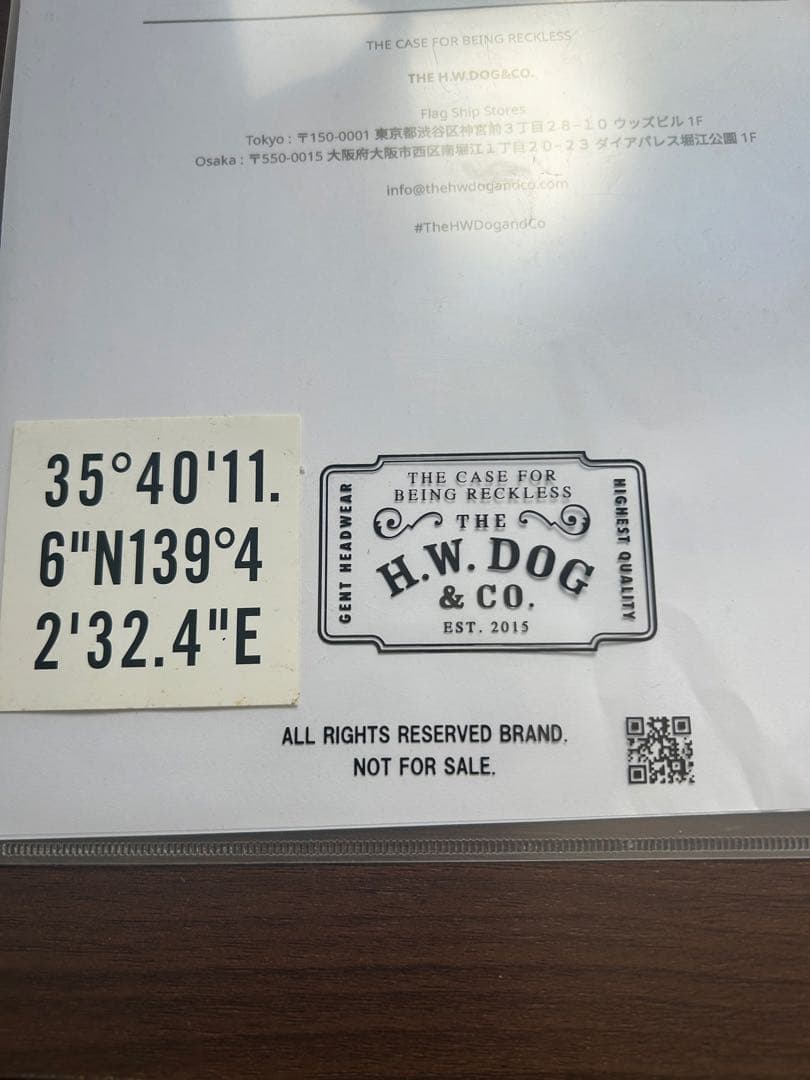 THE CASE FOR BEING RECKLESS
THE H.W.DOG&CO.
Flag Ship Stores
Tokyo : 〒150-0001 東京都渋谷区神宮前３丁目２８−１０ ウッズビル 1F
Osaka : 〒550-0015 大阪府大阪市西区南堀江１丁目２０−２３ ダイアパレス堀江公園 1F
info@thehwdogandco.com
#TheHWDogandCo
35°40'11.
6"N139°4
2'32.4"E
THE CASE FOR
BEING RECKLESS
THE
H.W. DOG
& CO.
EST. 2015
GENT HEADWEAR
HIGHEST QUALITY
ALL RIGHTS RESERVED BRAND.
NOT FOR SALE.